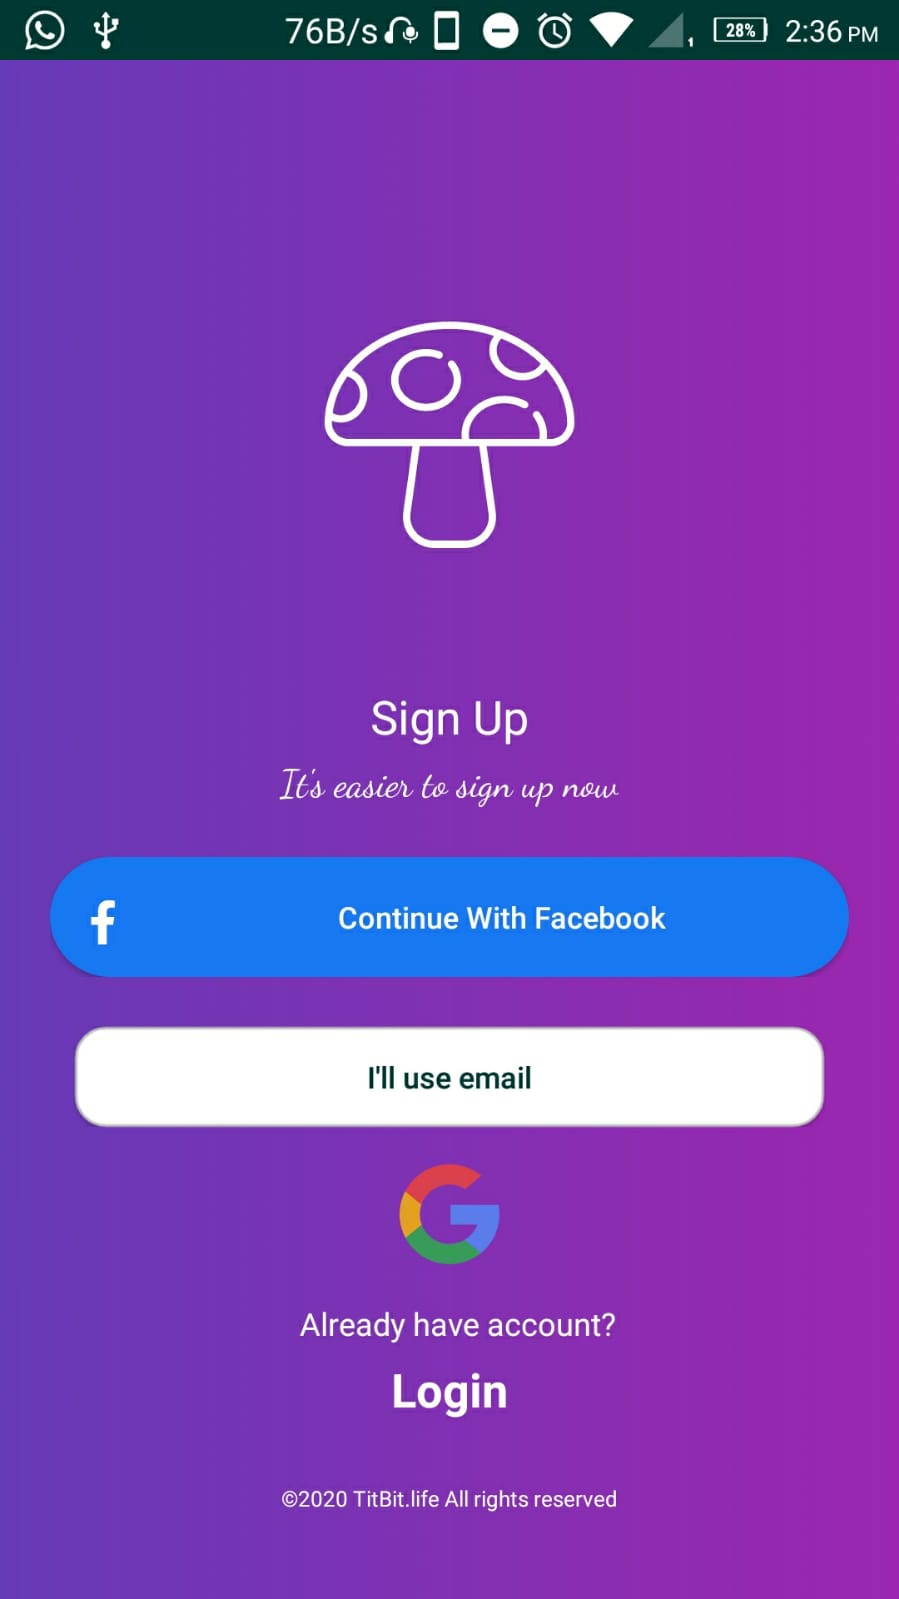 76B/s 1 28% 2:36 PM
Sign Up
It's easier to sign up now
f Continue With Facebook
I'll use email
G
Already have account?
Login
©2020 TitBit.life All rights reserved